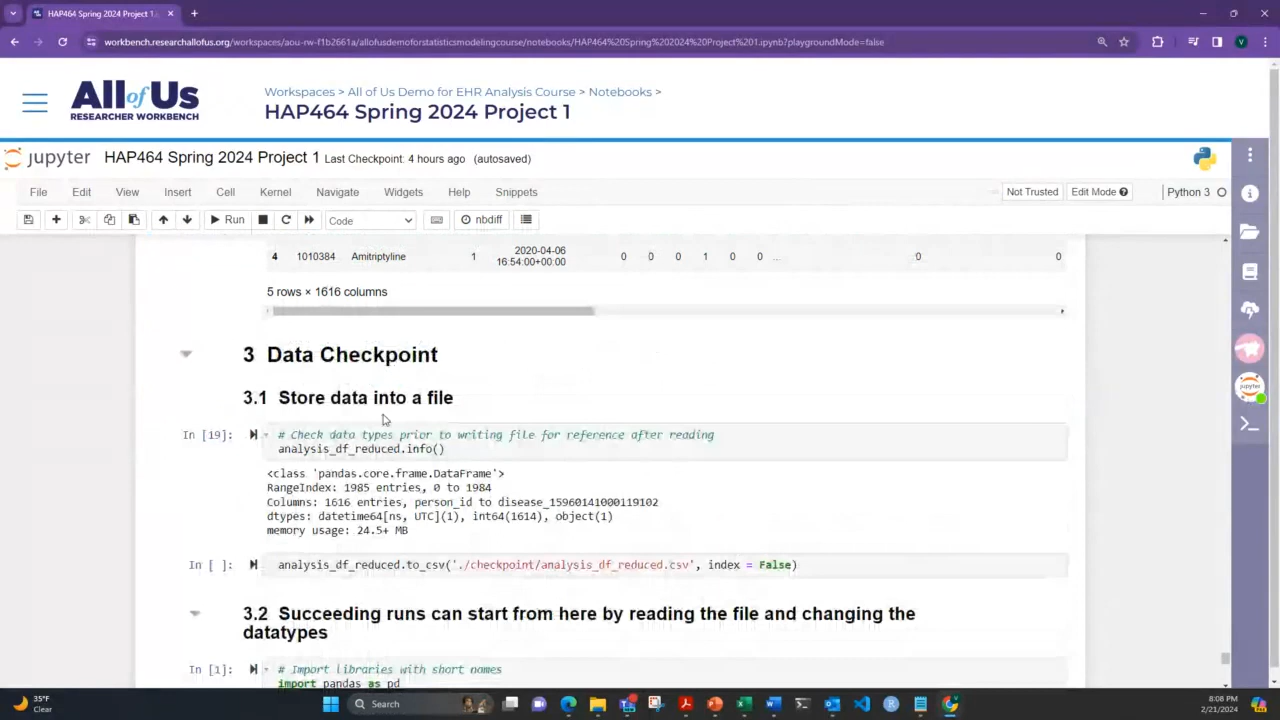 HAP464 Spring 2024 Project 1
workbench.researchallofus.org/workspaces/aou-rw-f1b2661a/allofusdemoforstatisticsmodelingcourse/notebooks/HAP464%20Spring%202024%20Project%201.ipynb?playgroundMode=false
All of Us
RESEARCHER WORKBENCH
Workspaces > All of Us Demo for EHR Analysis Course > Notebooks >
HAP464 Spring 2024 Project 1
jupyter HAP464 Spring 2024 Project 1 Last Checkpoint: 4 hours ago (autosaved)
File Edit View Insert Cell Kernel Navigate Widgets Help Snippets Not Trusted Edit Mode Python 3
Run Code nbdiff
4 1010384 Amitriptyline 1 2020-04-06 16:54:00+00:00 0 0 0 1 0 0 ... 0 0
5 rows × 1616 columns
3 Data Checkpoint
3.1 Store data into a file
In [19]: # Check data types prior to writing file for reference after reading
analysis_df_reduced.info()
<class 'pandas.core.frame.DataFrame'>
RangeIndex: 1985 entries, 0 to 1984
Columns: 1616 entries, person_id to disease_15960141000119102
dtypes: datetime64[ns, UTC](1), int64(1614), object(1)
memory usage: 24.5+ MB
In [ ]: analysis_df_reduced.to_csv('./checkpoint/analysis_df_reduced.csv', index = False)
3.2 Succeeding runs can start from here by reading the file and changing the
datatypes
In [1]: # Import libraries with short names
import pandas as pd
35°F
Clear
Search
8:08 PM
2/21/2024